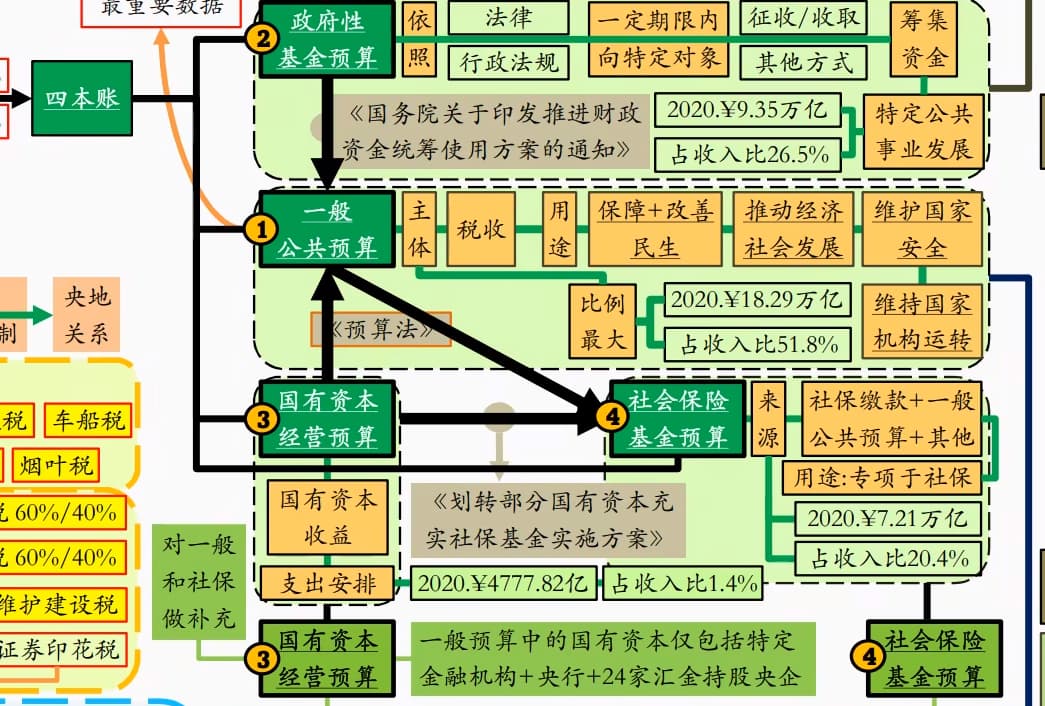 最重要数据
四本账
2
政府性
基金预算
依
照
法律
行政法规
一定期限内
向特定对象
征收/收取
其他方式
筹集
资金
《国务院关于印发推进财政
资金统筹使用方案的通知》
2020.¥9.35万亿
占收入比26.5%
特定公共
事业发展
1
一般
公共预算
主
体
税收
用
途
保障+改善
民生
推动经济
社会发展
维护国家
安全
比例
最大
2020.¥18.29万亿
占收入比51.8%
维持国家
机构运转
《预算法》
央地
关系
制
3
国有资本
经营预算
4
社会保险
基金预算
来
源
社保缴款+一般
公共预算+其他
用途:专项于社保
2020.¥7.21万亿
占收入比20.4%
国有资本
收益
《划转部分国有资本充
实社保基金实施方案》
支出安排
2020.¥4777.82亿
占收入比1.4%
税
车船税
烟叶税
60%/40%
60%/40%
维护建设税
证券印花税
对一般
和社保
做补充
3
国有资本
经营预算
一般预算中的国有资本仅包括特定
金融机构+央行+24家汇金持股央企
4
社会保险
基金预算